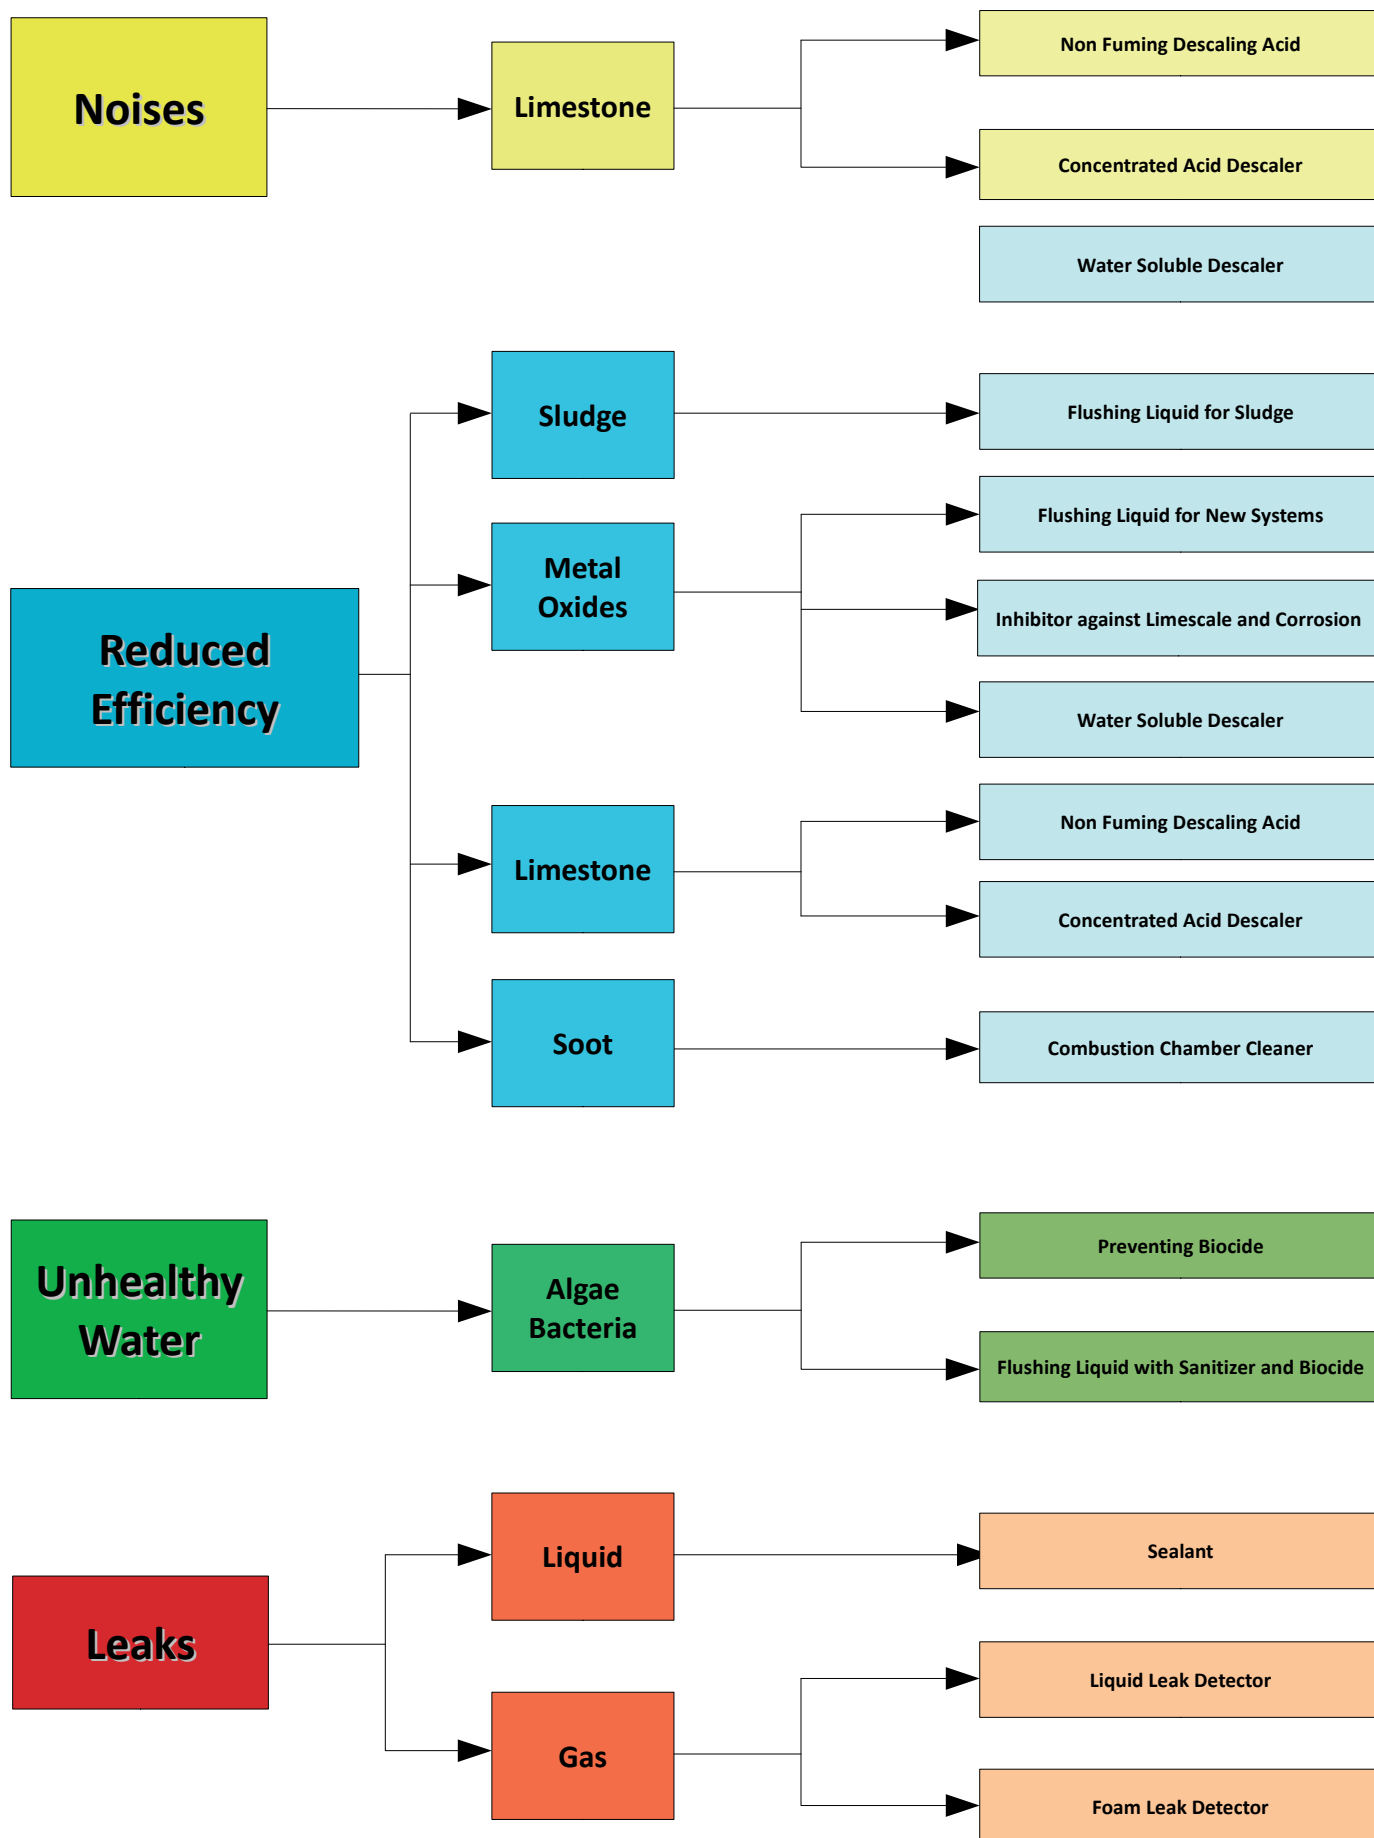 Noises
Limestone
Non Fuming Descaling Acid
Concentrated Acid Descaler
Water Soluble Descaler
Reduced
Efficiency
Sludge
Flushing Liquid for Sludge
Metal
Oxides
Flushing Liquid for New Systems
Inhibitor against Limescale and Corrosion
Water Soluble Descaler
Limestone
Non Fuming Descaling Acid
Concentrated Acid Descaler
Soot
Combustion Chamber Cleaner
Unhealthy
Water
Algae
Bacteria
Preventing Biocide
Flushing Liquid with Sanitizer and Biocide
Leaks
Liquid
Sealant
Gas
Liquid Leak Detector
Foam Leak Detector